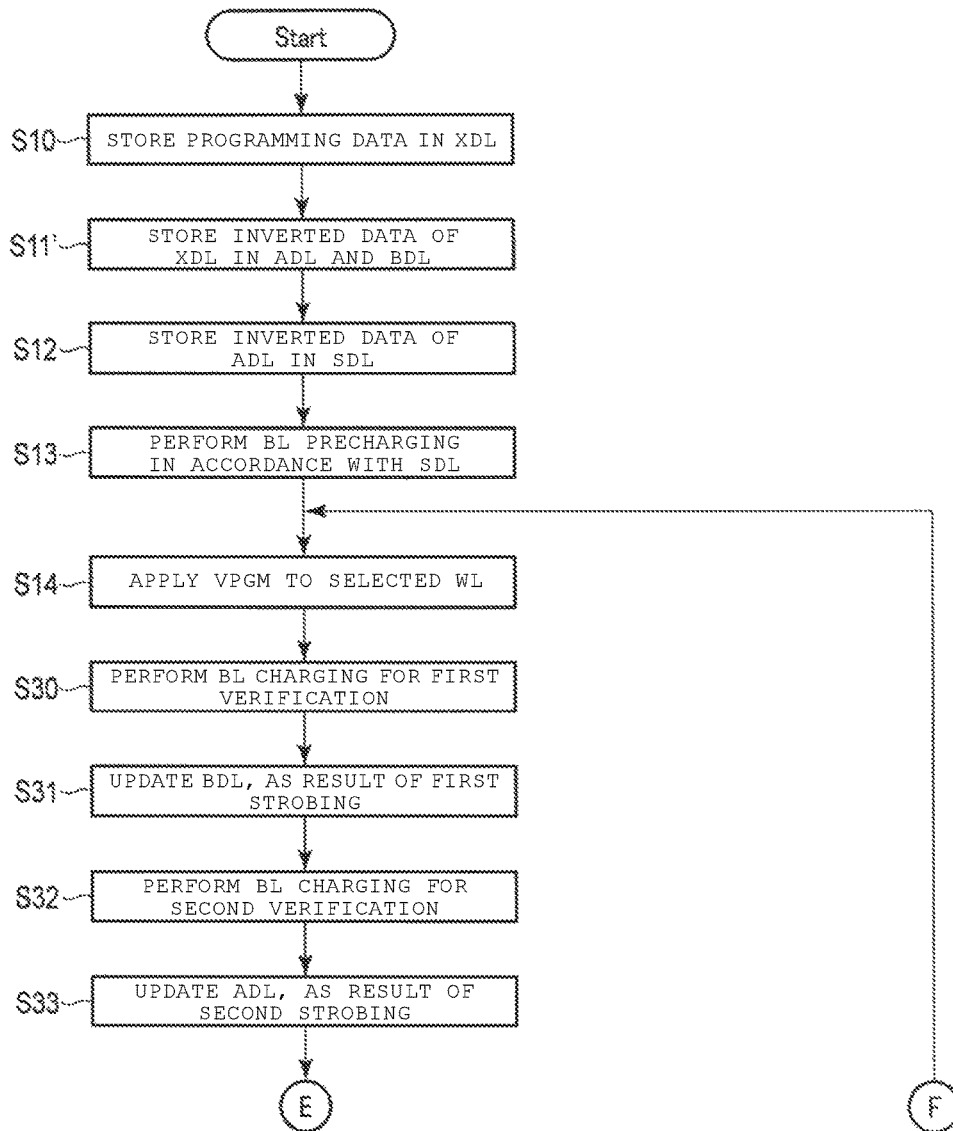 Start
S10
STORE PROGRAMMING DATA IN XDL
S11'
STORE INVERTED DATA OF
XDL IN ADL AND BDL
S12
STORE INVERTED DATA OF
ADL IN SDL
S13
PERFORM BL PRECHARGING
IN ACCORDANCE WITH SDL
S14
APPLY VPGM TO SELECTED WL
S30
PERFORM BL CHARGING FOR FIRST
VERIFICATION
S31
UPDATE BDL, AS RESULT OF FIRST
STROBING
S32
PERFORM BL CHARGING FOR
SECOND VERIFICATION
S33
UPDATE ADL, AS RESULT OF
SECOND STROBING
E
F